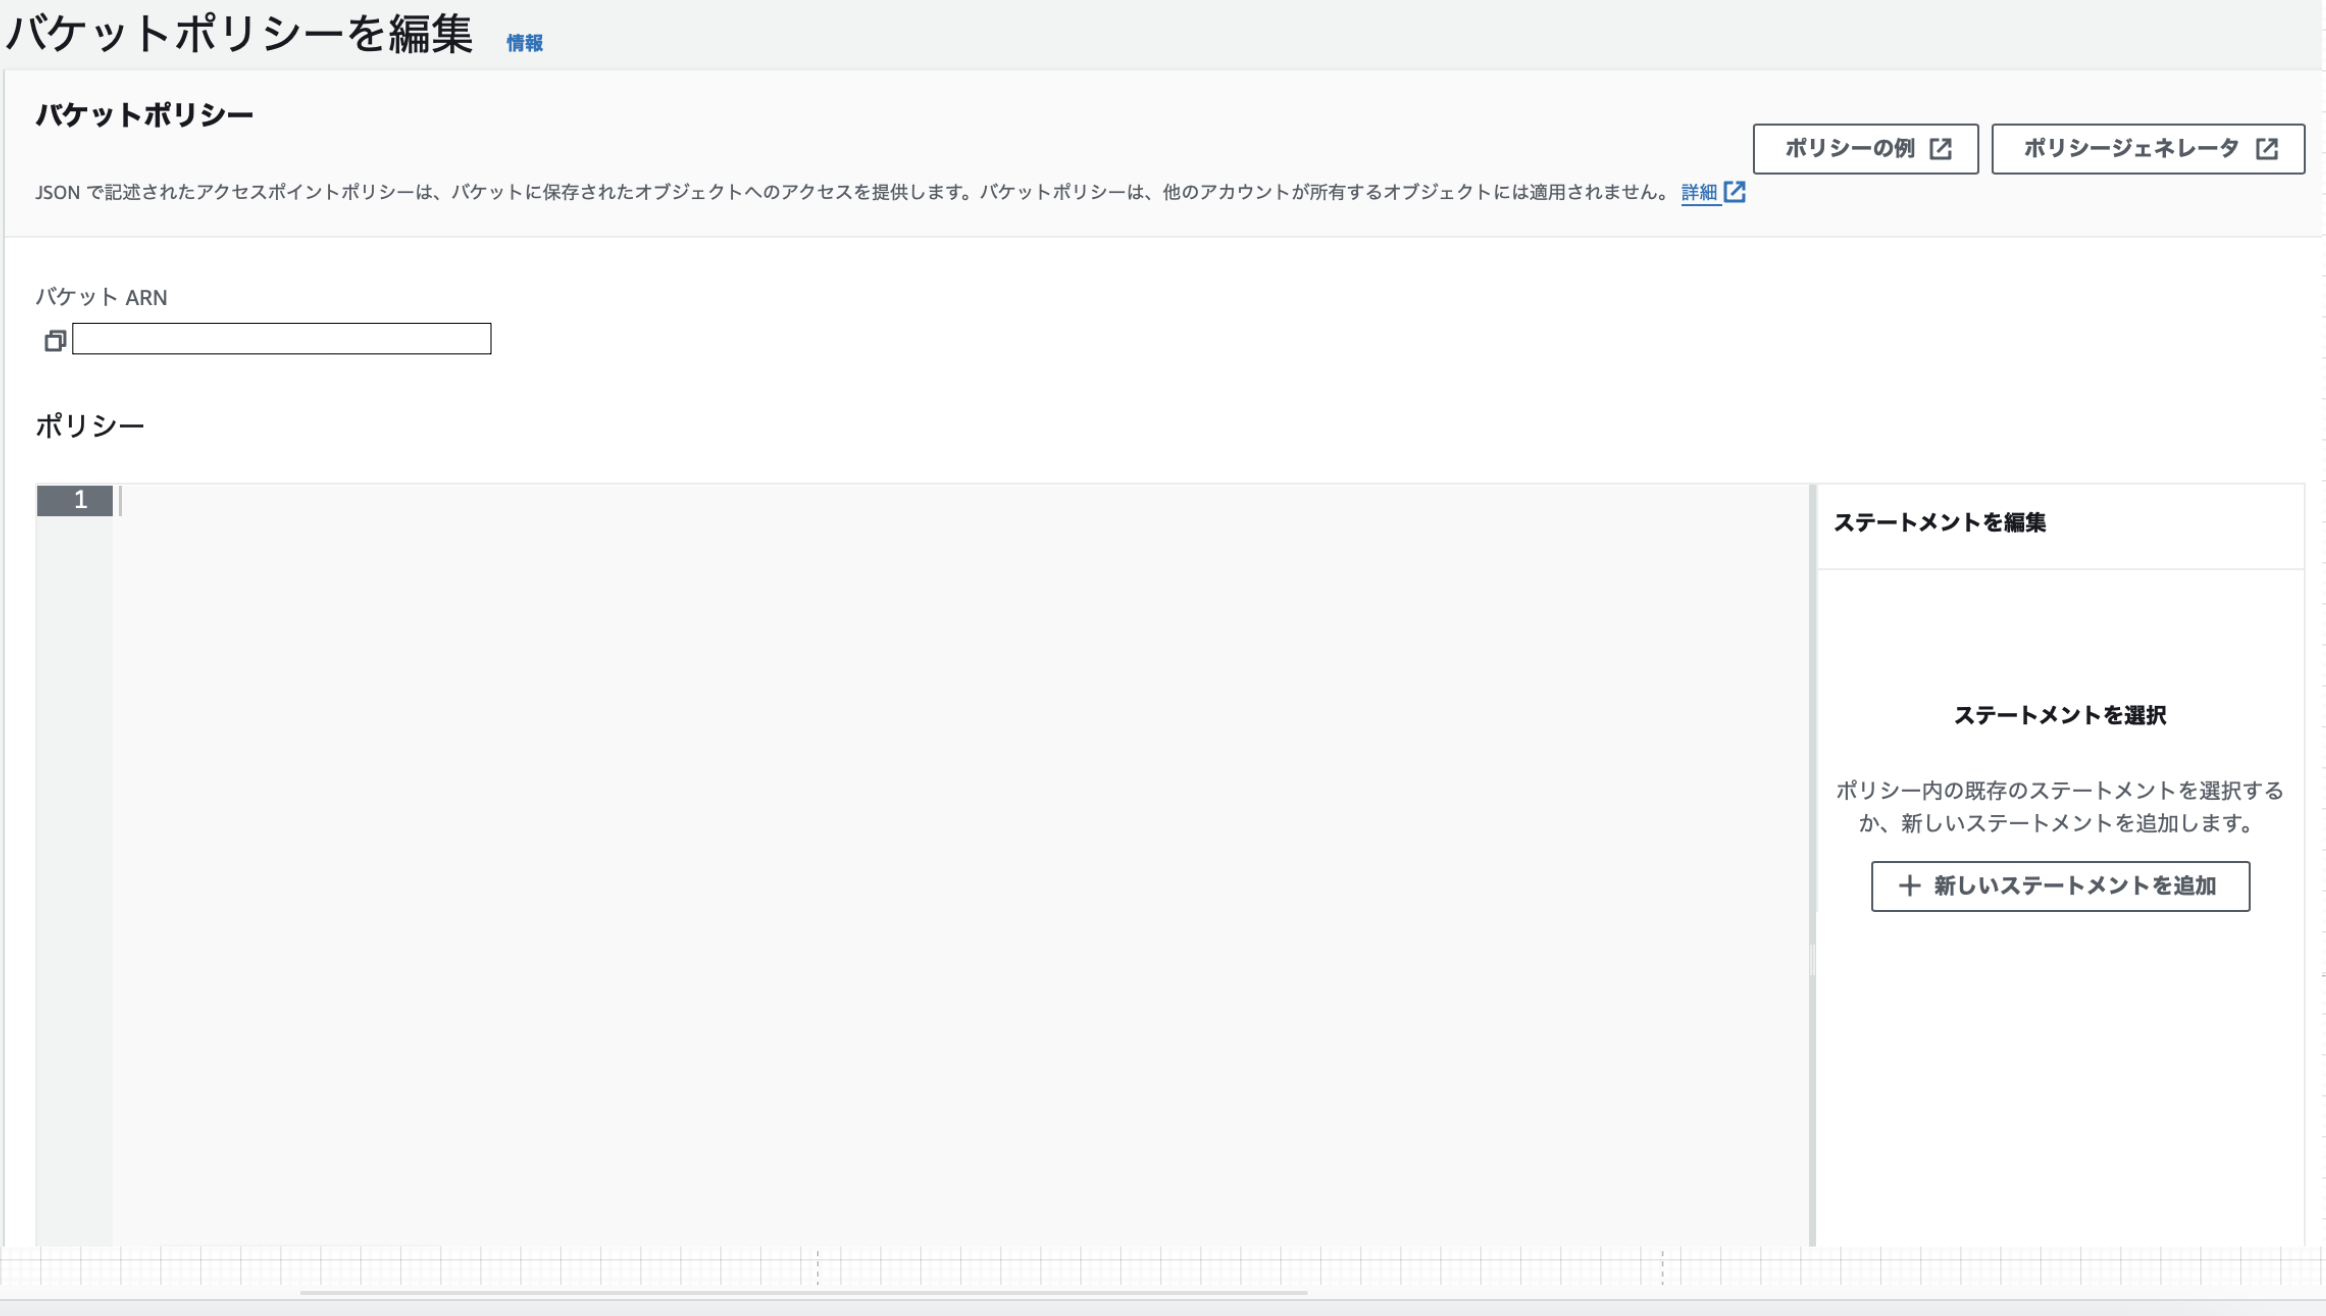 バケットポリシーを編集 情報
バケットポリシー
ポリシーの例 ポリシージェネレータ
JSON で記述されたアクセスポイントポリシーは、バケットに保存されたオブジェクトへのアクセスを提供します。バケットポリシーは、他のアカウントが所有するオブジェクトには適用されません。 詳細
バケット ARN
ポリシー
1
ステートメントを編集
ステートメントを選択
ポリシー内の既存のステートメントを選択する
か、新しいステートメントを追加します。
新しいステートメントを追加